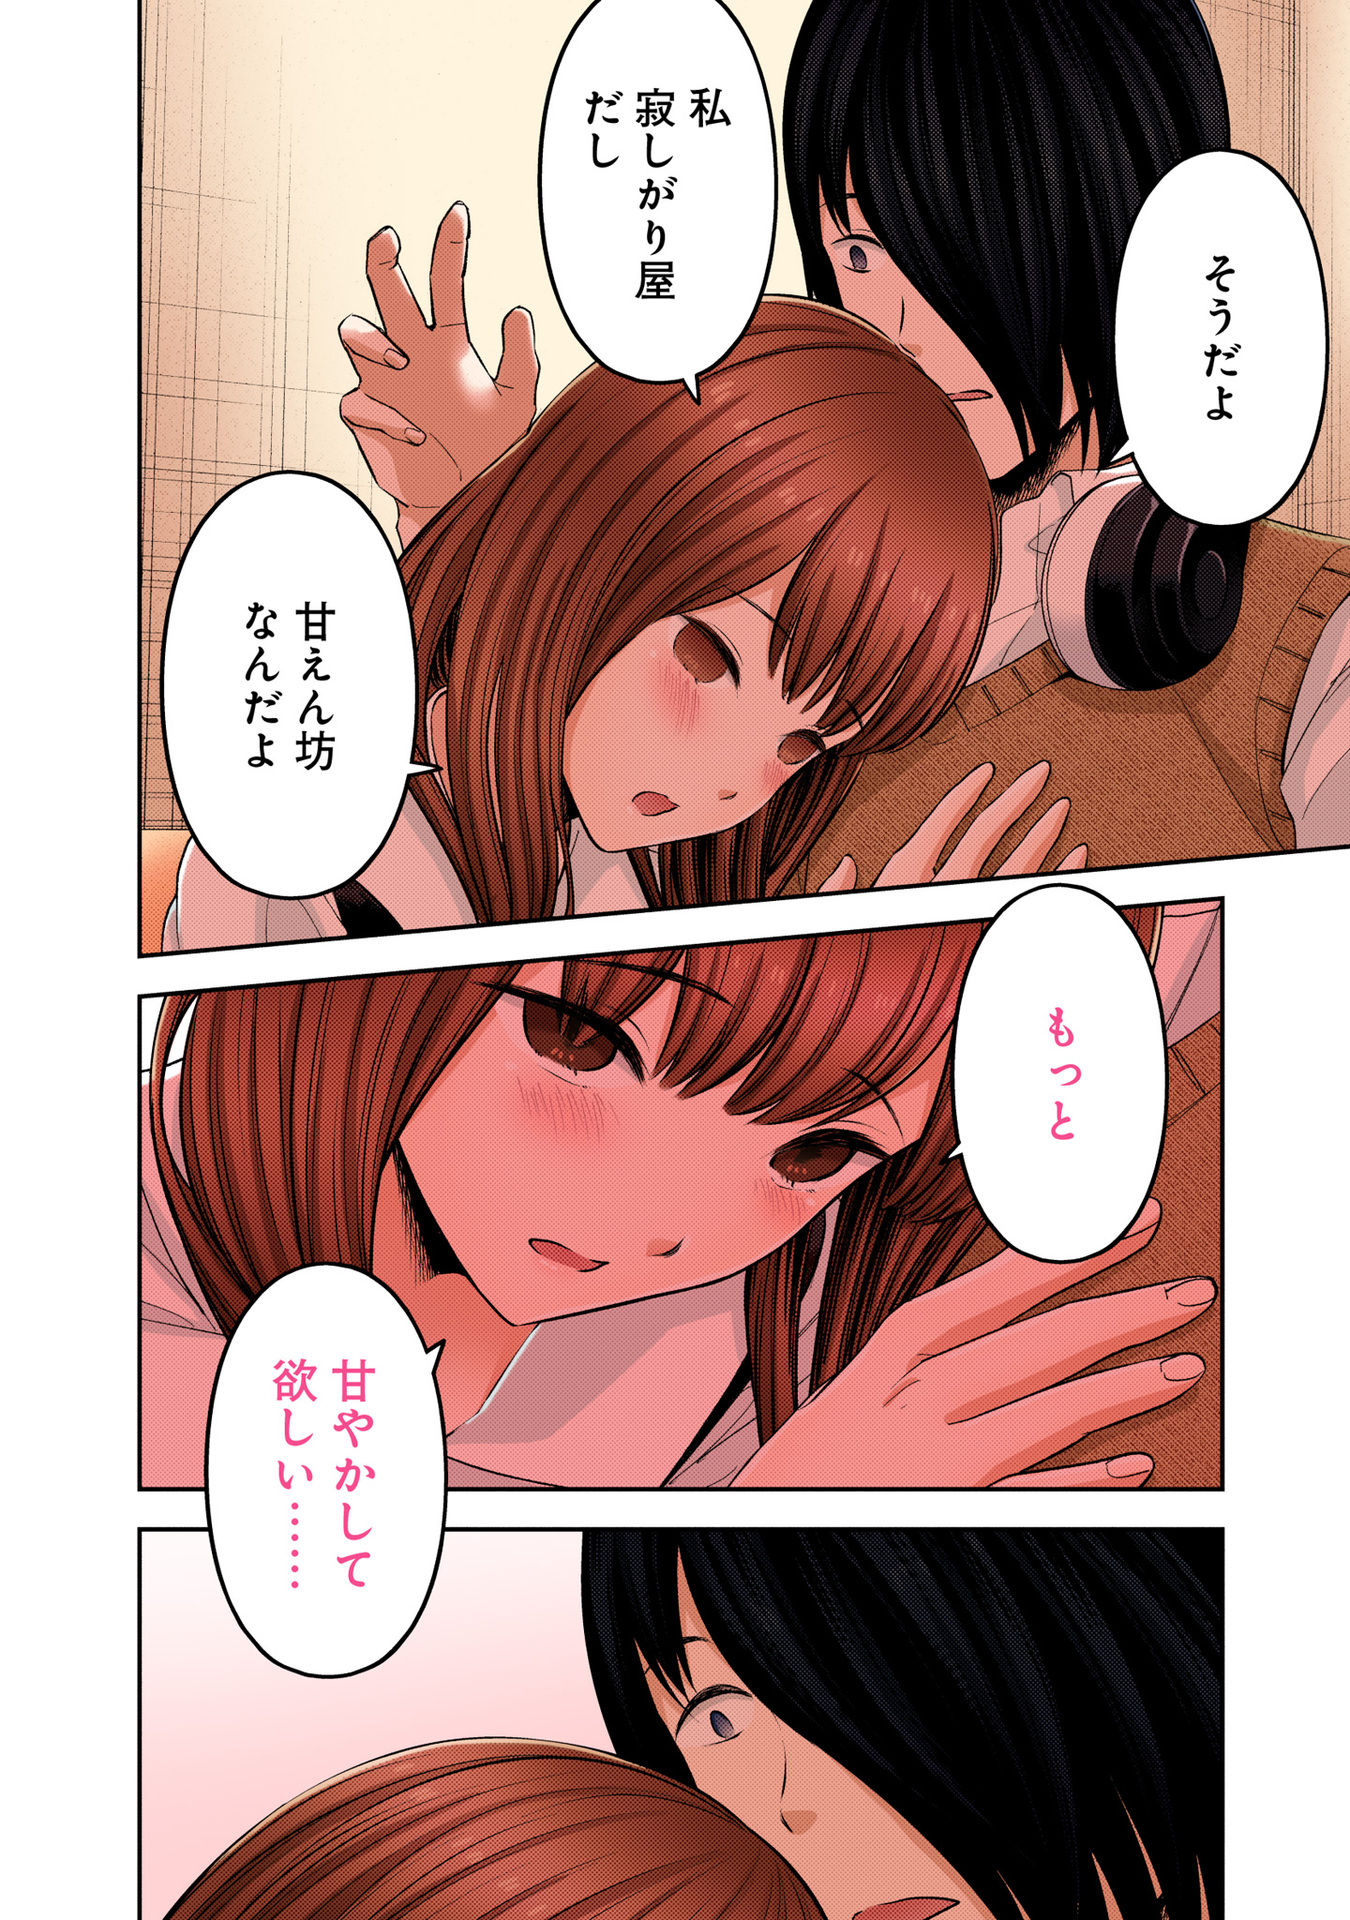 そうだよ
私
寂しがり屋
だし
甘えん坊
なんだよ
もっと
甘やかして
欲しい……